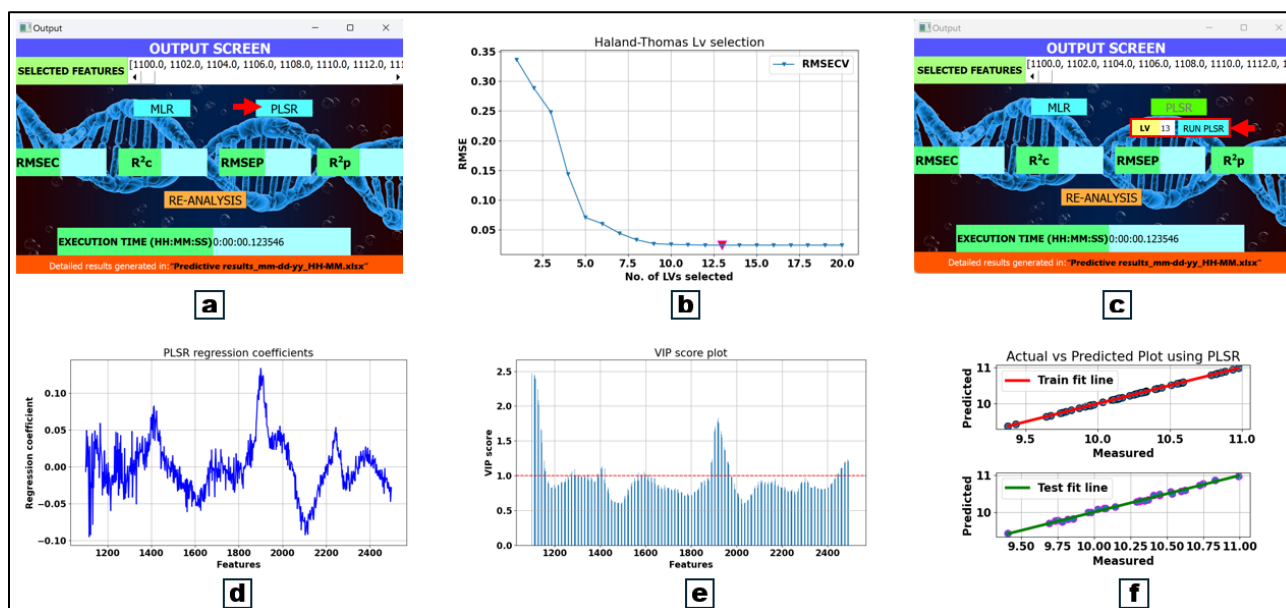 Output
OUTPUT SCREEN
SELECTED FEATURES
[1100.0, 1102.0, 1104.0, 1106.0, 1108.0, 1110.0, 1112.0, 111
MLR
PLSR
RMSEC
R²c
RMSEP
R²p
RE-ANALYSIS
EXECUTION TIME (HH:MM:SS) 0:00:00.123546
Detailed results generated in:"Predictive results_mm-dd-yy_HH-MM.xlsx"
a
Haland-Thomas Lv selection
RMSECV
RMSE
0.35
0.30
0.25
0.20
0.15
0.10
0.05
2.5 5.0 7.5 10.0 12.5 15.0 17.5 20.0
No. of LVs selected
b
Output
OUTPUT SCREEN
SELECTED FEATURES
[1100.0, 1102.0, 1104.0, 1106.0, 1108.0, 1110.0, 1112.0, 11
MLR
PLSR
LV 13 RUN PLSR
RMSEC
R²c
RMSEP
R²p
RE-ANALYSIS
EXECUTION TIME (HH:MM:SS) 0:00:00.123546
Detailed results generated in:"Predictive results_mm-dd-yy_HH-MM.xlsx"
c
PLSR regression coefficients
Regression coefficient
0.10
0.05
0.00
−0.05
−0.10
1200 1400 1600 1800 2000 2200 2400
Features
d
VIP score plot
VIP score
2.5
2.0
1.5
1.0
0.5
0.0
1200 1400 1600 1800 2000 2200 2400
Features
e
Actual vs Predicted Plot using PLSR
Predicted
11
10
Train fit line
9.5 10.0 10.5 11.0
Measured
Predicted
11
10
Test fit line
9.50 9.75 10.00 10.25 10.50 10.75 11.00
Measured
f